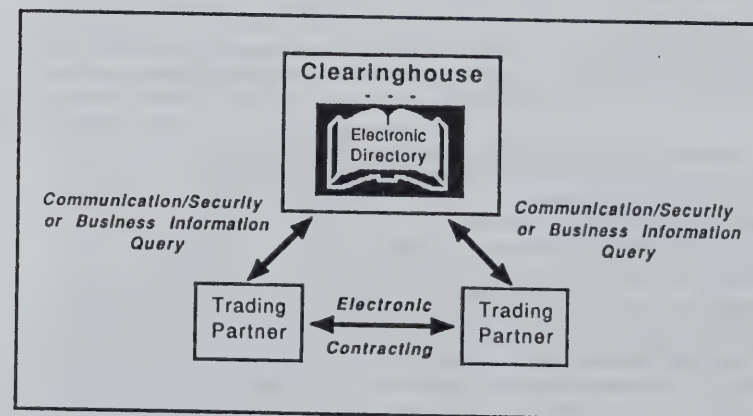 Clearinghouse
- - -
Electronic
Directory
Communication/Security
or Business Information
Query
Communication/Security
or Business Information
Query
Trading
Partner
Electronic
Contracting
Trading
Partner